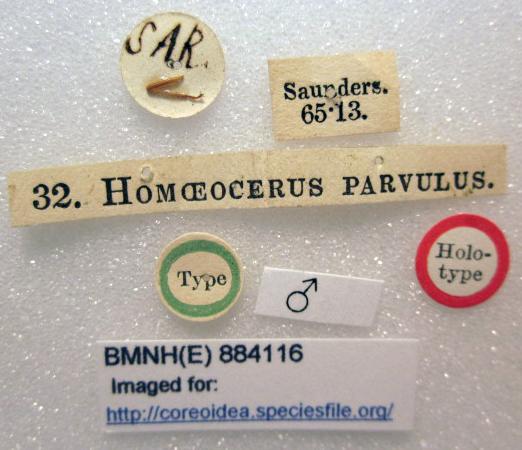 SAR.
Saunders.
65·13.
32. HOMŒOCERUS PARVULUS.
Type
♂
Holo-
type
BMNH(E) 884116
Imaged for:
http://coreoidea.speciesfile.org/